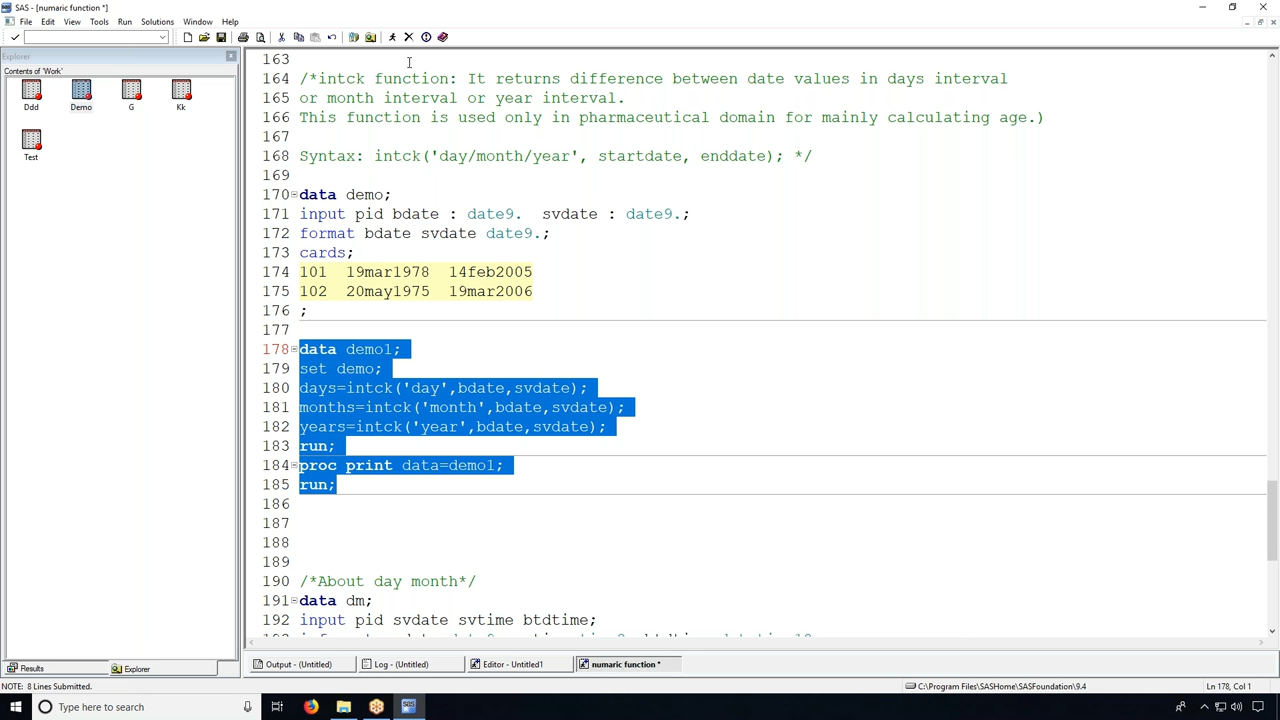 SAS - [numaric function *]
File Edit View Tools Run Solutions Window Help
Explorer
Contents of 'Work'
Ddd Demo G Kk
Test
163
164 /*intck function: It returns difference between date values in days interval
165 or month interval or year interval.
166 This function is used only in pharmaceutical domain for mainly calculating age.)
167
168 Syntax: intck('day/month/year', startdate, enddate); */
169
170 data demo;
171 input pid bdate : date9.  svdate : date9.;
172 format bdate svdate date9.;
173 cards;
174 101  19mar1978  14feb2005
175 102  20may1975  19mar2006
176 ;
177
178 data demo1;
179 set demo;
180 days=intck('day',bdate,svdate);
181 months=intck('month',bdate,svdate);
182 years=intck('year',bdate,svdate);
183 run;
184 proc print data=demo1;
185 run;
186
187
188
189
190 /*About day month*/
191 data dm;
192 input pid svdate svtime btdtime;
Results Explorer
Output - (Untitled) Log - (Untitled) Editor - Untitled1 numaric function *
NOTE: 8 Lines Submitted.
C:\Program Files\SASHome\SASFoundation\9.4
Ln 178, Col 1
Type here to search